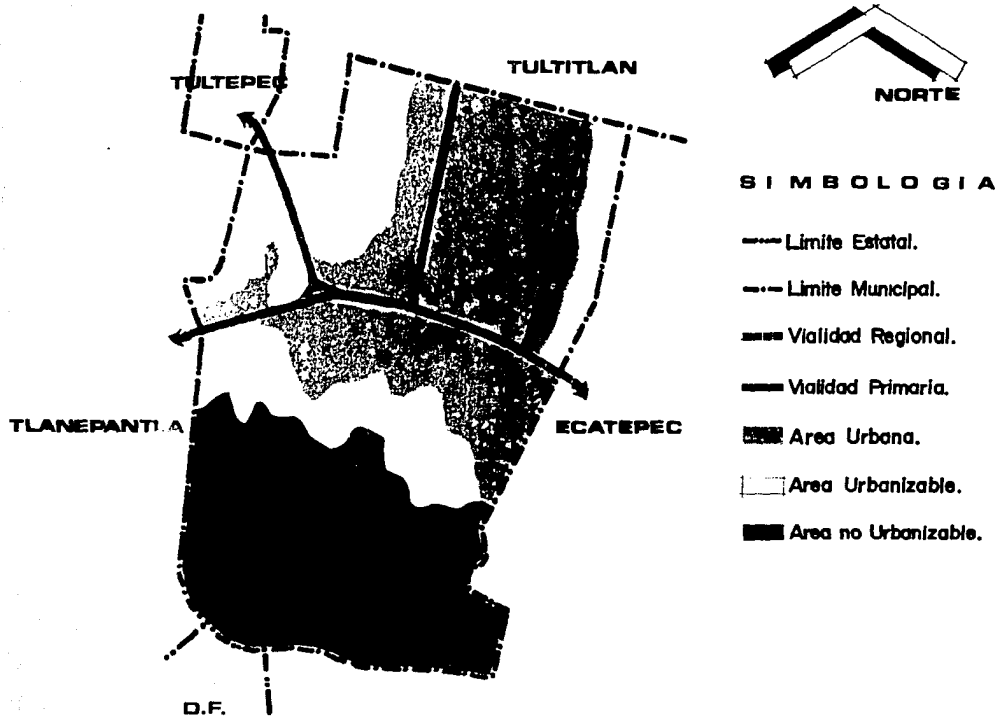 TULTEPEC
TULTITLAN
NORTE
SIMBOLOGIA
Limite Estatal.
Limite Municipal.
Vialidad Regional.
Vialidad Primaria.
Area Urbana.
Area Urbanizable.
Area no Urbanizable.
TLANEPANTLA
ECATEPEC
D.F.